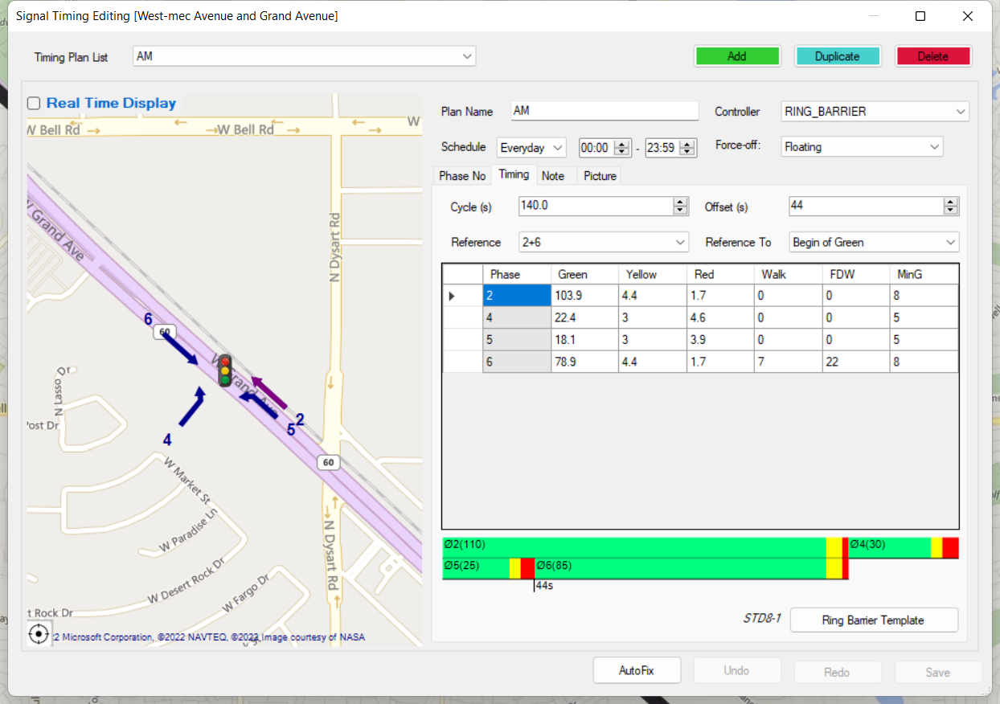 Signal Timing Editing [West-mec Avenue and Grand Avenue]
Timing Plan List
AM
Add
Duplicate
Delete
Real Time Display
W Bell Rd
W Bell Rd
W
W Grand Ave
N Dysart Rd
6
60
W Grand Ave
N Lasso Dr
2
5
4
Post Dr
60
W Market St
W Paradise Ln
N Dysart Rd
W Desert Rock Dr
W Fargo Dr
t Rock Dr
2 Microsoft Corporation, ©2022 NAVTEQ, ©2022 Image courtesy of NASA
Plan Name
AM
Controller
RING_BARRIER
Schedule
Everyday
00:00
-
23:59
Force-off:
Floating
Phase No
Timing
Note
Picture
Cycle (s)
140.0
Offset (s)
44
Reference
2+6
Reference To
Begin of Green
Phase Green Yellow Red Walk FDW MinG
2 103.9 4.4 1.7 0 0 8
4 22.4 3 4.6 0 0 5
5 18.1 3 3.9 0 0 5
6 78.9 4.4 1.7 7 22 8
Ø2(110)
Ø4(30)
Ø5(25)
Ø6(85)
44s
STD8-1
Ring Barrier Template
AutoFix
Undo
Redo
Save